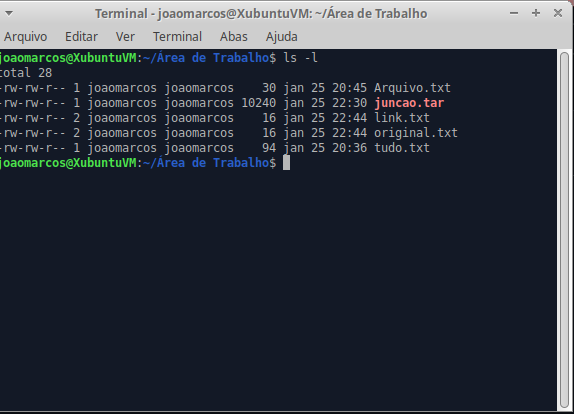 Terminal - joaomarcos@XubuntuVM: ~/Área de Trabalho
Arquivo Editar Ver Terminal Abas Ajuda
joaomarcos@XubuntuVM:~/Área de Trabalho$ ls -l
total 28
-rw-rw-r-- 1 joaomarcos joaomarcos    30 jan 25 20:45 Arquivo.txt
-rw-rw-r-- 1 joaomarcos joaomarcos 10240 jan 25 22:30 juncao.tar
-rw-rw-r-- 2 joaomarcos joaomarcos    16 jan 25 22:44 link.txt
-rw-rw-r-- 2 joaomarcos joaomarcos    16 jan 25 22:44 original.txt
-rw-rw-r-- 1 joaomarcos joaomarcos    94 jan 25 20:36 tudo.txt
joaomarcos@XubuntuVM:~/Área de Trabalho$